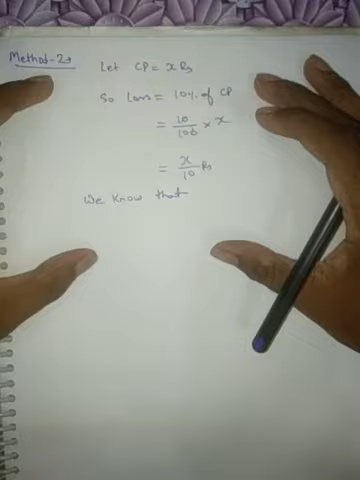 Method-2:
Let CP = x Rs
So Loss = 10% of CP
= 10/100 × x
= x/10 Rs
We know that